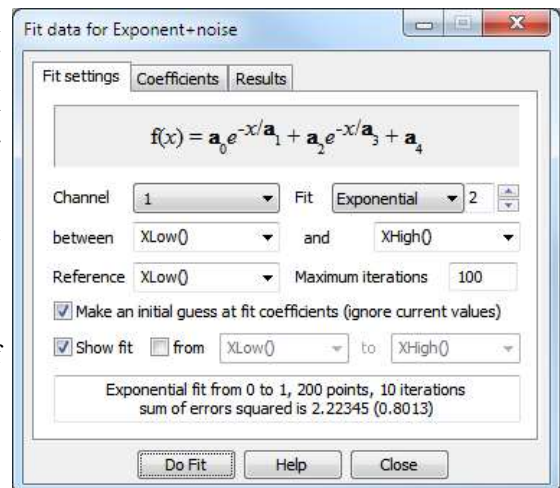 Fit data for Exponent+noise
Fit settings Coefficients Results
f(x) = a₀e^-x/a₁ + a₂e^-x/a₃ + a₄
Channel 1 Fit Exponential 2
between XLow() and XHigh()
Reference XLow() Maximum iterations 100
Make an initial guess at fit coefficients (ignore current values)
Show fit from XLow() to XHigh()
Exponential fit from 0 to 1, 200 points, 10 iterations
sum of errors squared is 2.22345 (0.8013)
Do Fit Help Close